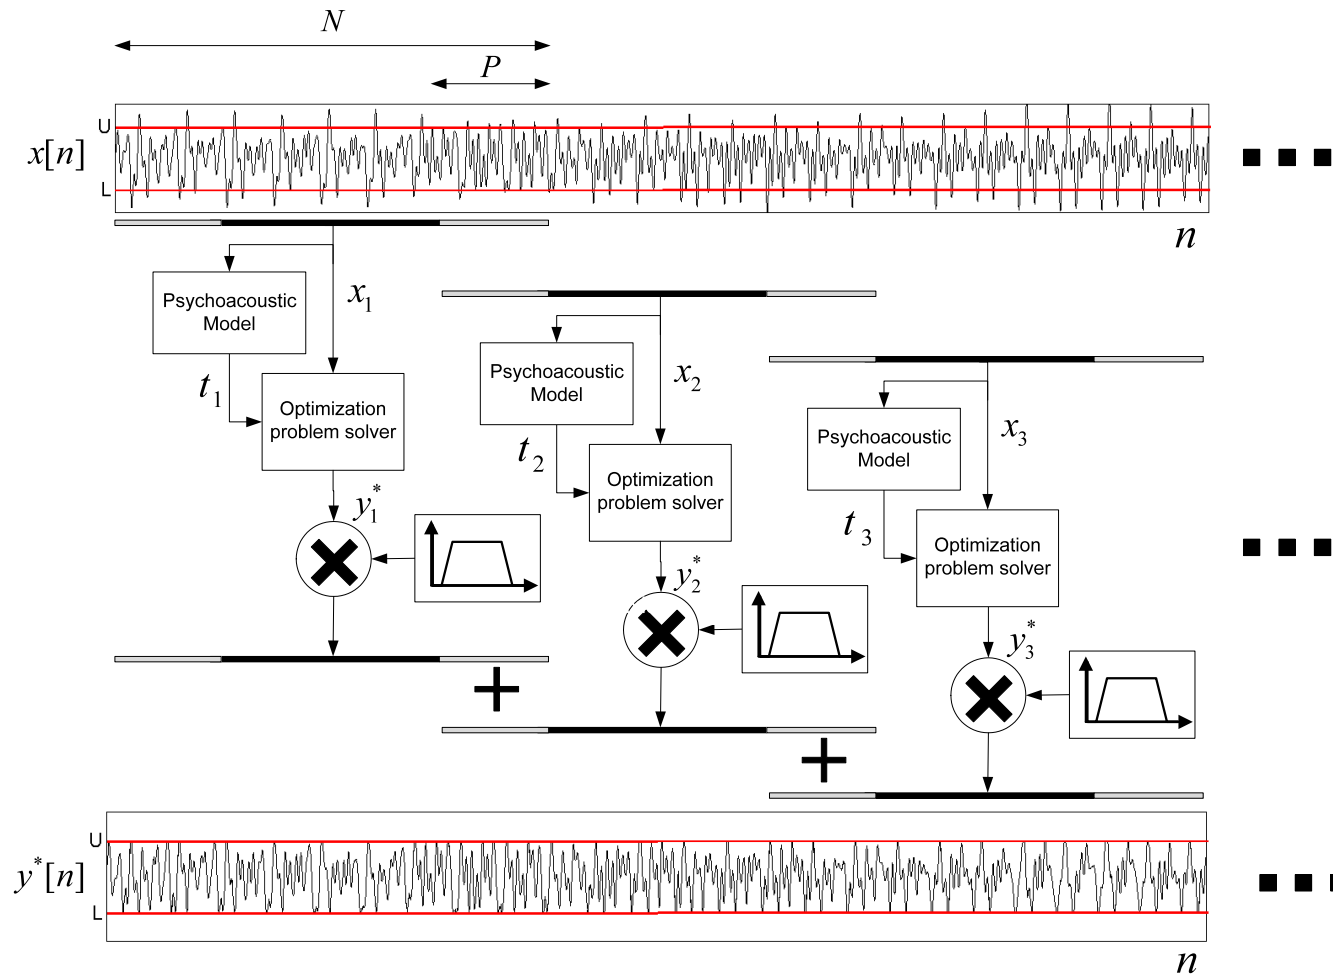 N
P
U
x[n]
L
n
Psychoacoustic
Model
x₁
t₁
Optimization
problem solver
y₁*
Psychoacoustic
Model
x₂
t₂
Optimization
problem solver
y₂*
Psychoacoustic
Model
x₃
t₃
Optimization
problem solver
y₃*
+
+
U
y*[n]
L
n